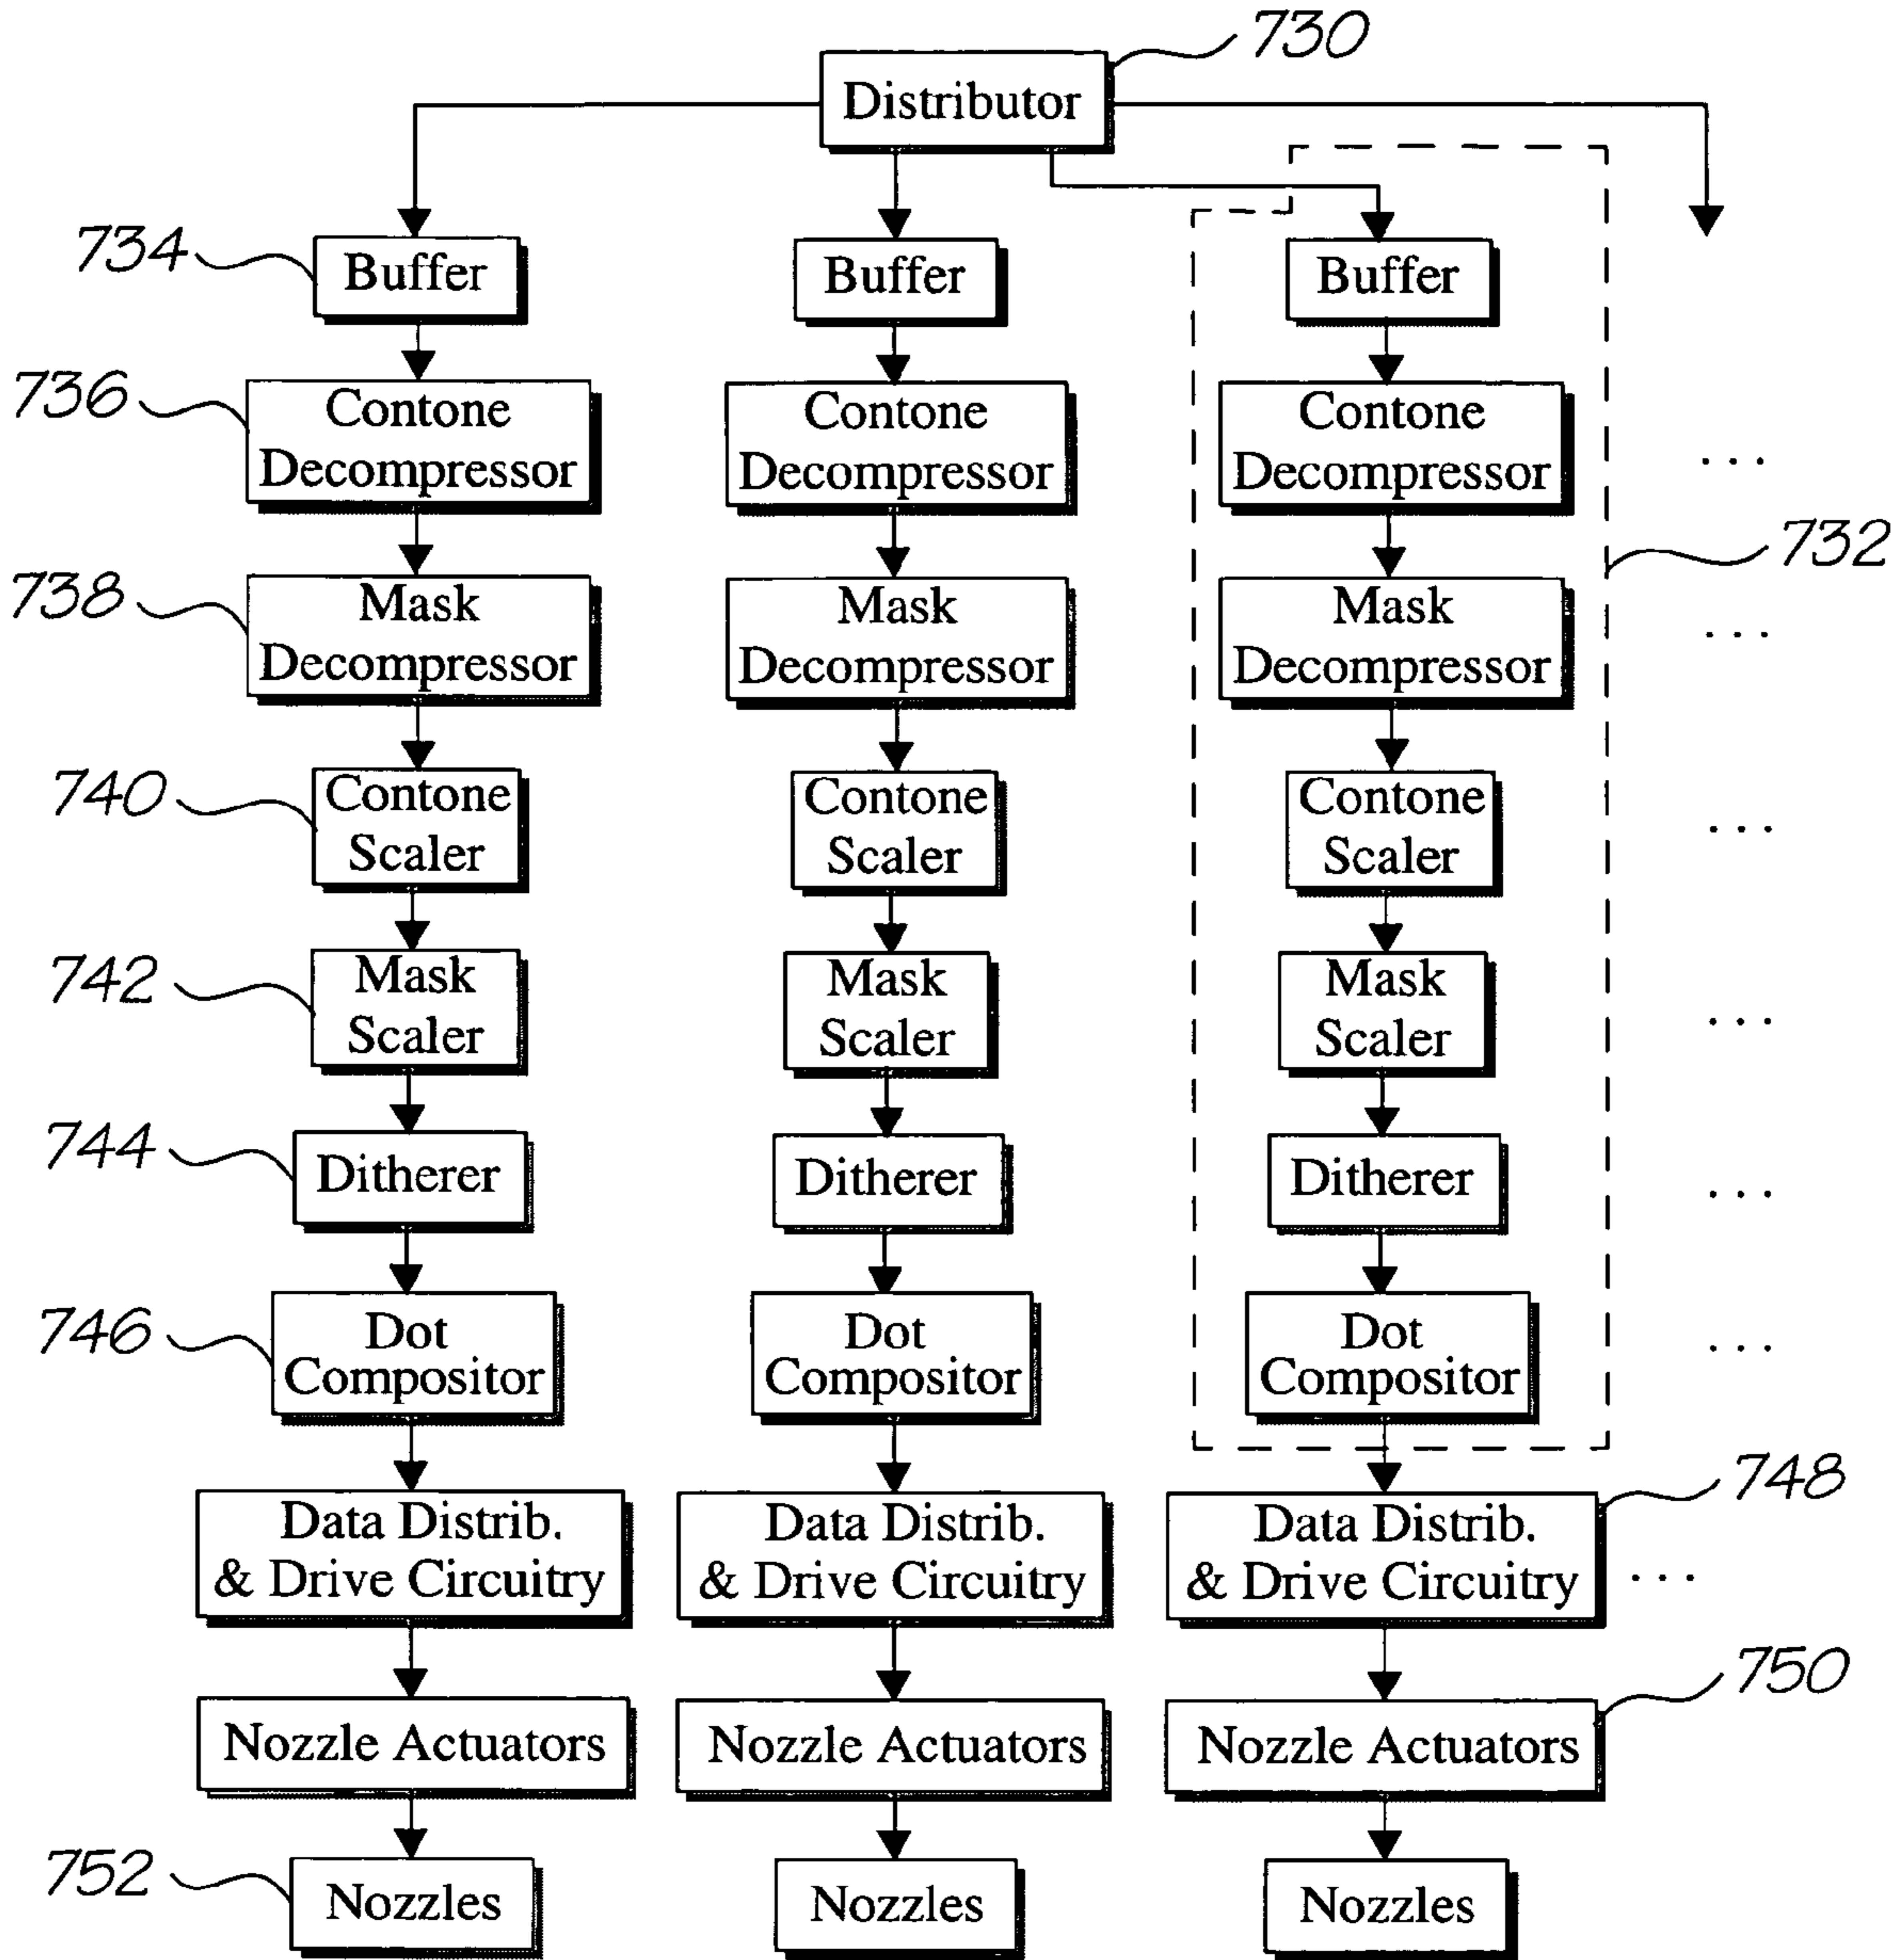 730
Distributor
734
Buffer
Buffer
Buffer
736
Contone
Decompressor
Contone
Decompressor
Contone
Decompressor
...
732
738
Mask
Decompressor
Mask
Decompressor
Mask
Decompressor
...
740
Contone
Scaler
Contone
Scaler
Contone
Scaler
...
742
Mask
Scaler
Mask
Scaler
Mask
Scaler
...
744
Ditherer
Ditherer
Ditherer
...
746
Dot
Compositor
Dot
Compositor
Dot
Compositor
...
748
Data Distrib.
& Drive Circuitry
Data Distrib.
& Drive Circuitry
Data Distrib.
& Drive Circuitry
...
750
Nozzle Actuators
Nozzle Actuators
Nozzle Actuators
752
Nozzles
Nozzles
Nozzles